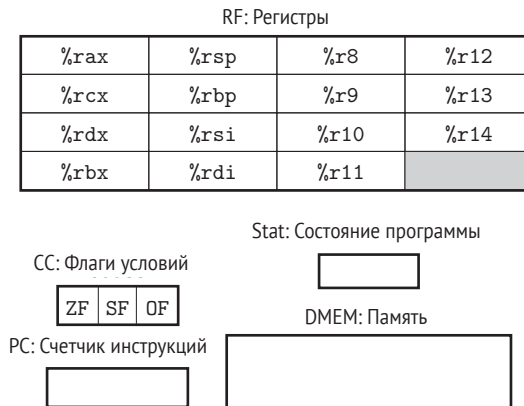 RF: Регистры
%rax %rsp %r8 %r12
%rcx %rbp %r9 %r13
%rdx %rsi %r10 %r14
%rbx %rdi %r11
Stat: Состояние программы
CC: Флаги условий
ZF SF OF
DMEM: Память
PC: Счетчик инструкций